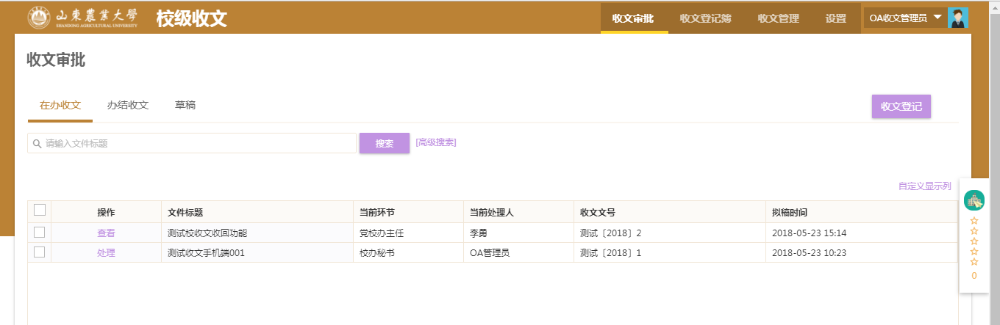 山東農業大學 校级收文 收文审批 收文登记簿 收文管理 设置 OA收文管理员
SHANDONG AGRICULTURAL UNIVERSITY
收文审批
在办收文 办结收文 草稿 收文登记
请输入文件标题 搜索 [高级搜索]
自定义显示列
操作 文件标题 当前环节 当前处理人 收文文号 拟稿时间
查看 测试校收文收回功能 党校办主任 李勇 测试〔2018〕2 2018-05-23 15:14
处理 测试收文手机端001 校办秘书 OA管理员 测试〔2018〕1 2018-05-23 10:23
0